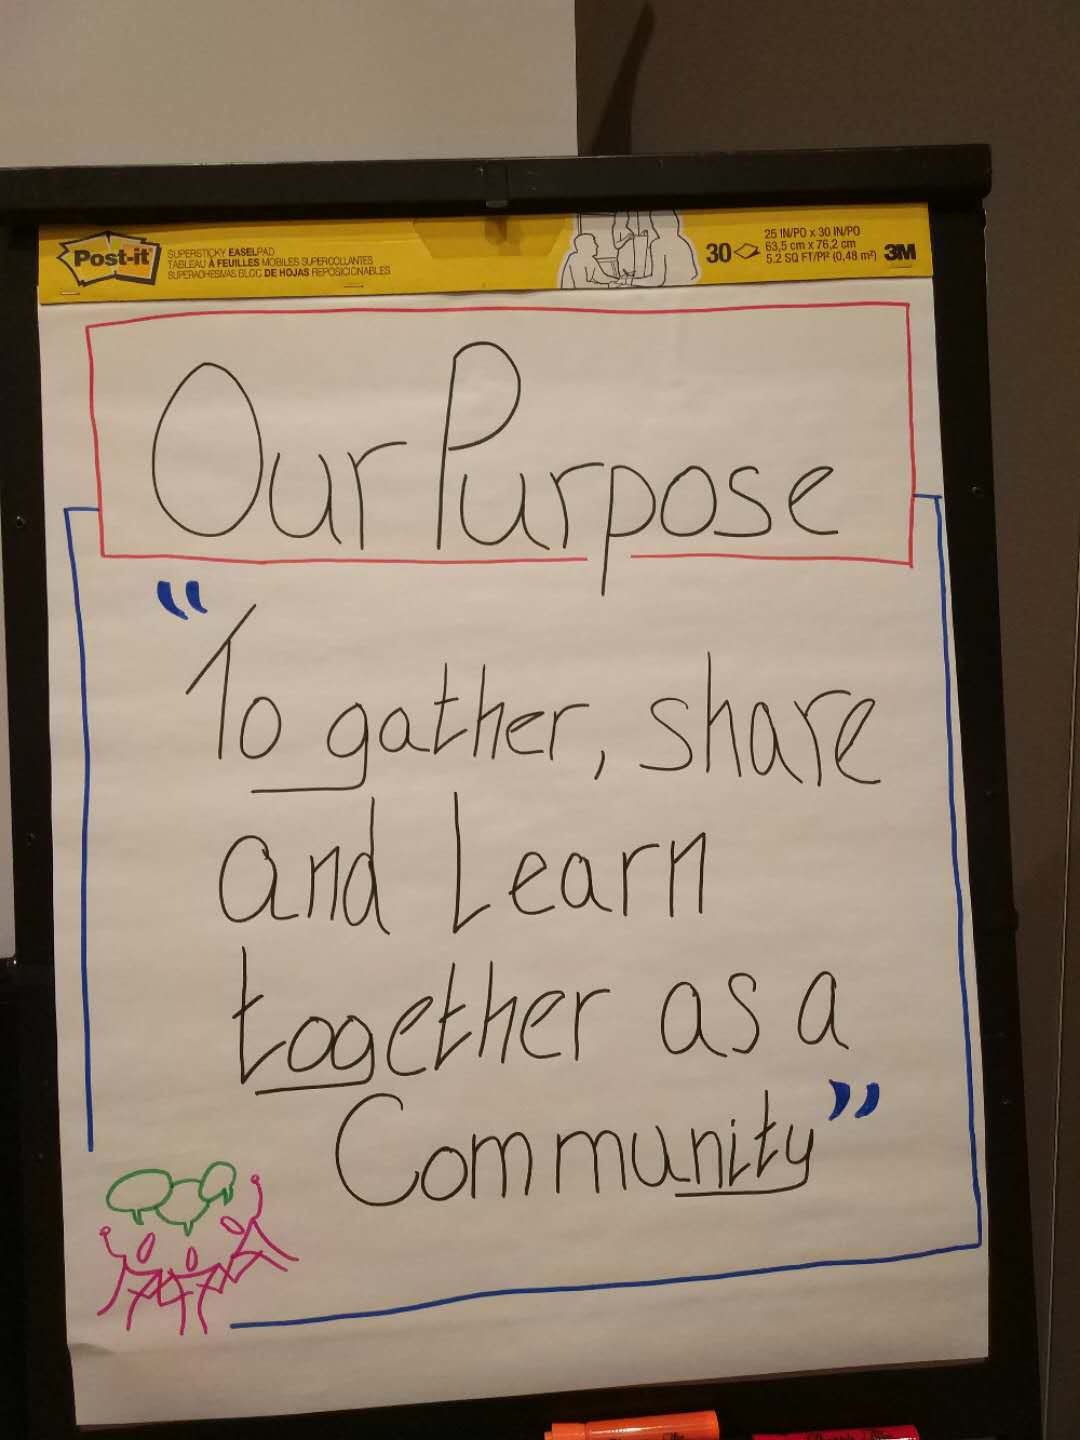 Post-it
SUPERSTICKY EASELPAD
TABLEAU À FEUILLES MOBILES SUPERCOLLANTES
SUPERADHESIVAS BLOC DE HOJAS REPOSICIONABLES
30
25 IN/PO x 30 IN/PO
63,5 cm x 76,2 cm
5.2 SQ FT/PI² (0,48 m²)
3M
Our Purpose
“To gather, share
and Learn
together as a
Community”